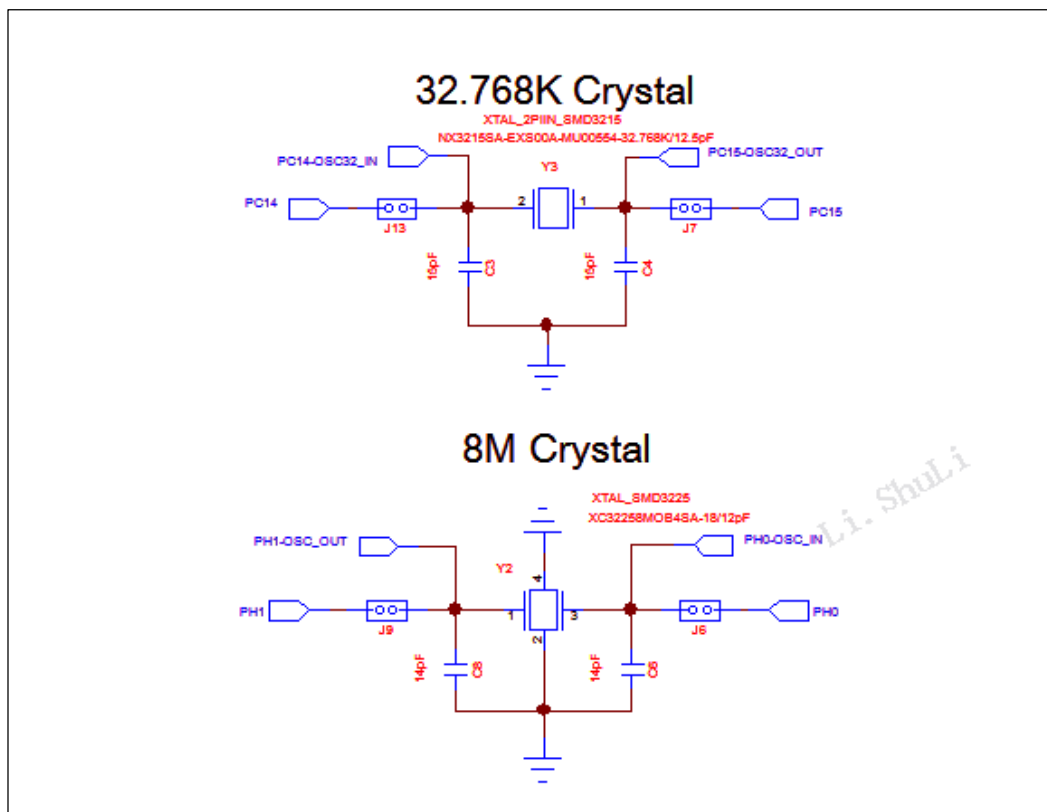 32.768K Crystal
XTAL_2PIIN_SMD3215
NX3215SA-EXS00A-MU00554-32.768K/12.5pF
PC14-OSC32_IN
PC15-OSC32_OUT
Y3
PC14
2
1
PC15
J13
J7
15pF
C3
15pF
C4
8M Crystal
XTAL_SMD3225
XC32258MOB4SA-18/12pF
Li.ShuLi
PH1-OSC_OUT
PH0-OSC_IN
Y2
4
PH1
1
3
PH0
J9
2
J6
14pF
14pF